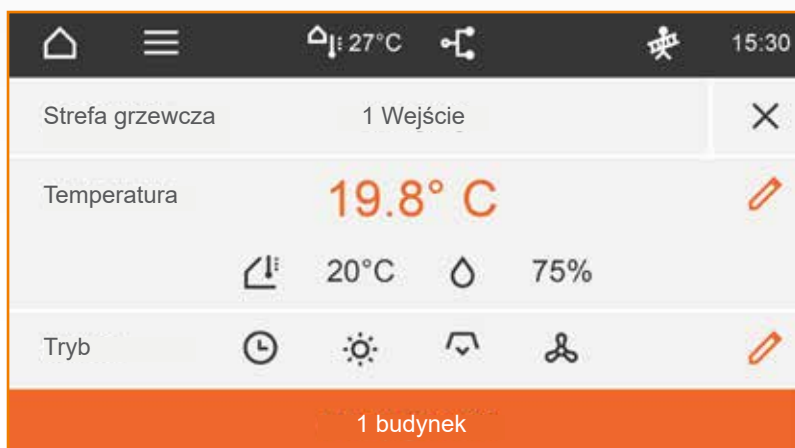 27°C 15:30
Strefa grzewcza 1 Wejście
Temperatura 19.8° C
20°C 75%
Tryb
1 budynek